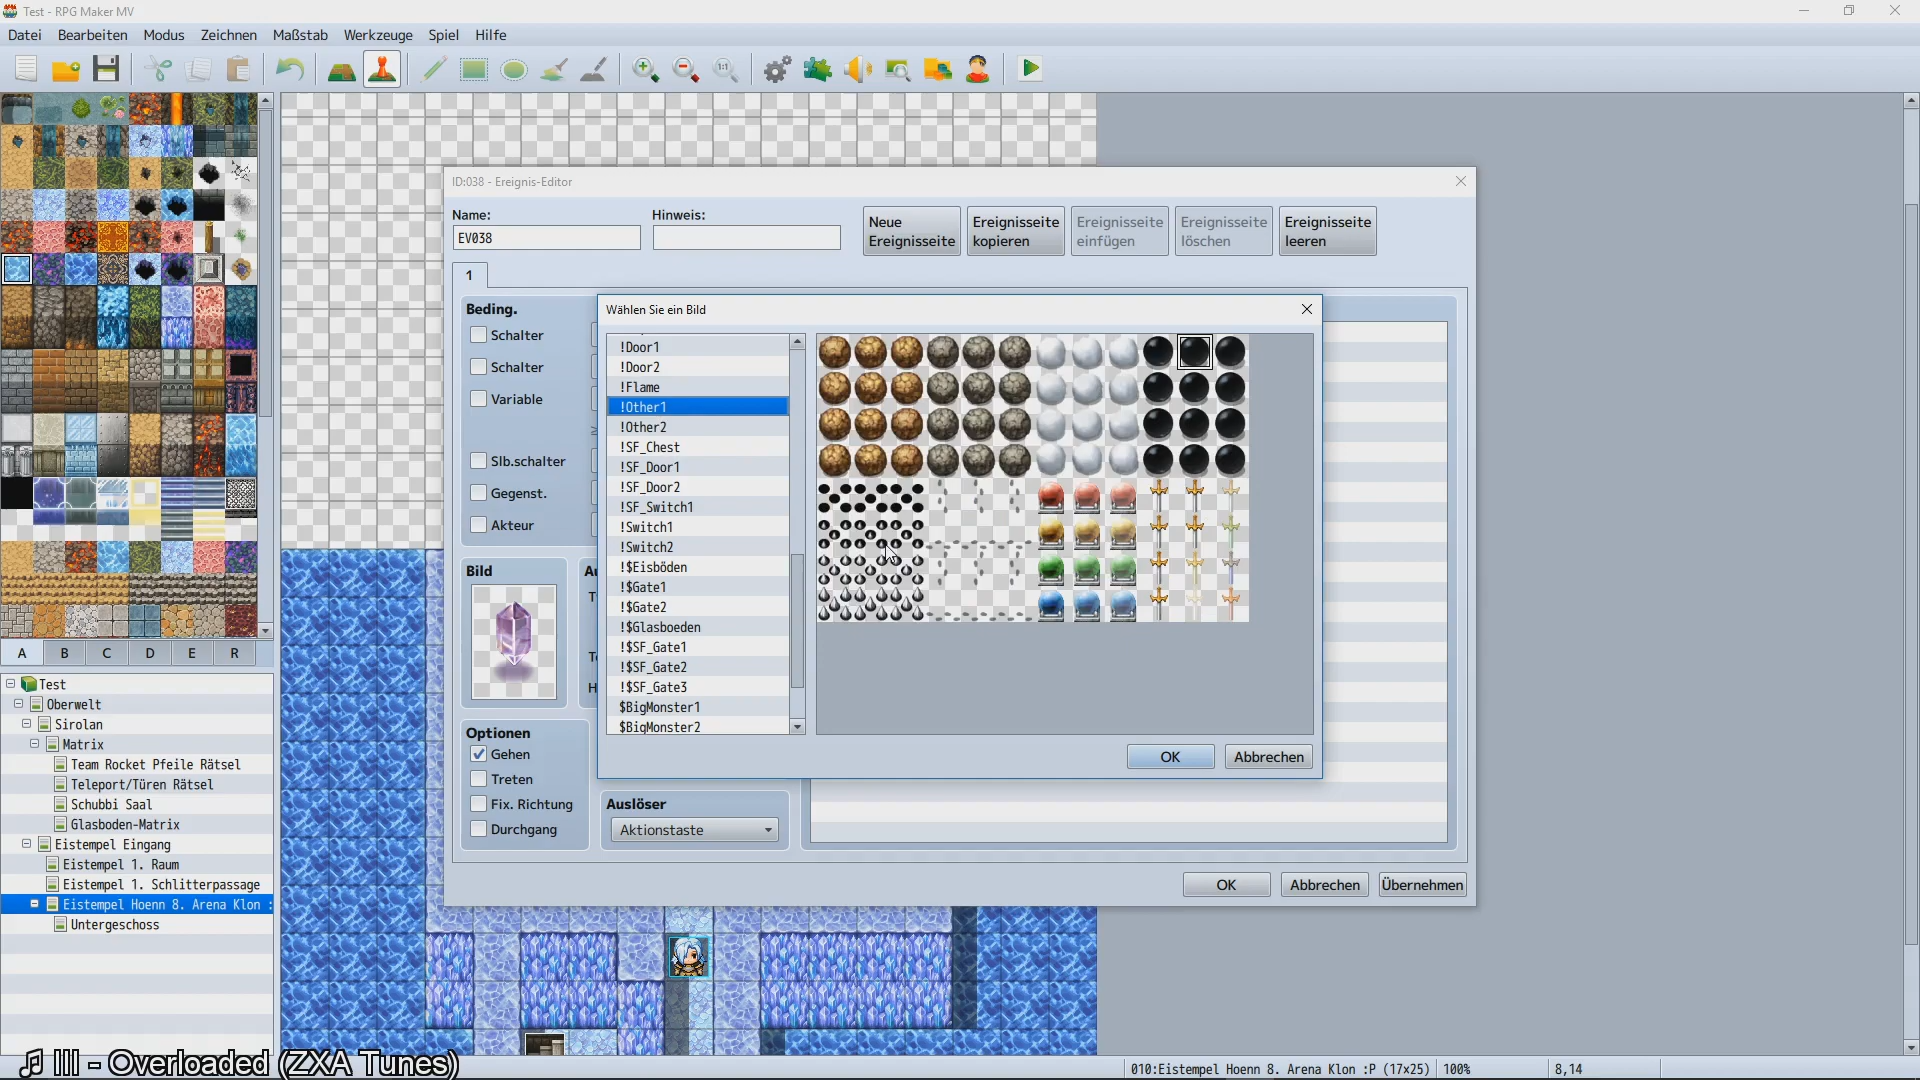 Test - RPG Maker MV
Datei Bearbeiten Modus Zeichnen Maßstab Werkzeuge Spiel Hilfe
1:1
ID:038 - Ereignis-Editor
Name:
EV038
Hinweis:
Neue Ereignisseite
Ereignisseite kopieren
Ereignisseite einfügen
Ereignisseite löschen
Ereignisseite leeren
1
Beding.
Schalter
Schalter
Variable
Slb.schalter
Gegenst.
Akteur
Bild
Optionen
Gehen
Treten
Fix. Richtung
Durchgang
Auslöser
Aktionstaste
Wählen Sie ein Bild
!Door1
!Door2
!Flame
!Other1
!Other2
!SF_Chest
!SF_Door1
!SF_Door2
!SF_Switch1
!Switch1
!Switch2
!$Eisböden
!$Gate1
!$Gate2
!$Glasboeden
!$SF_Gate1
!$SF_Gate2
!$SF_Gate3
$BigMonster1
$BigMonster2
OK Abbrechen
OK Abbrechen Übernehmen
A B C D E R
Test
Oberwelt
Sirolan
Matrix
Team Rocket Pfeile Rätsel
Teleport/Türen Rätsel
Schubbi Saal
Glasboden-Matrix
Eistempel Eingang
Eistempel 1. Raum
Eistempel 1. Schlitterpassage
Eistempel Hoenn 8. Arena Klon :
Untergeschoss
♫ III - Overloaded (ZXA Tunes)
010:Eistempel Hoenn 8. Arena Klon :P (17x25) 100% 8,14